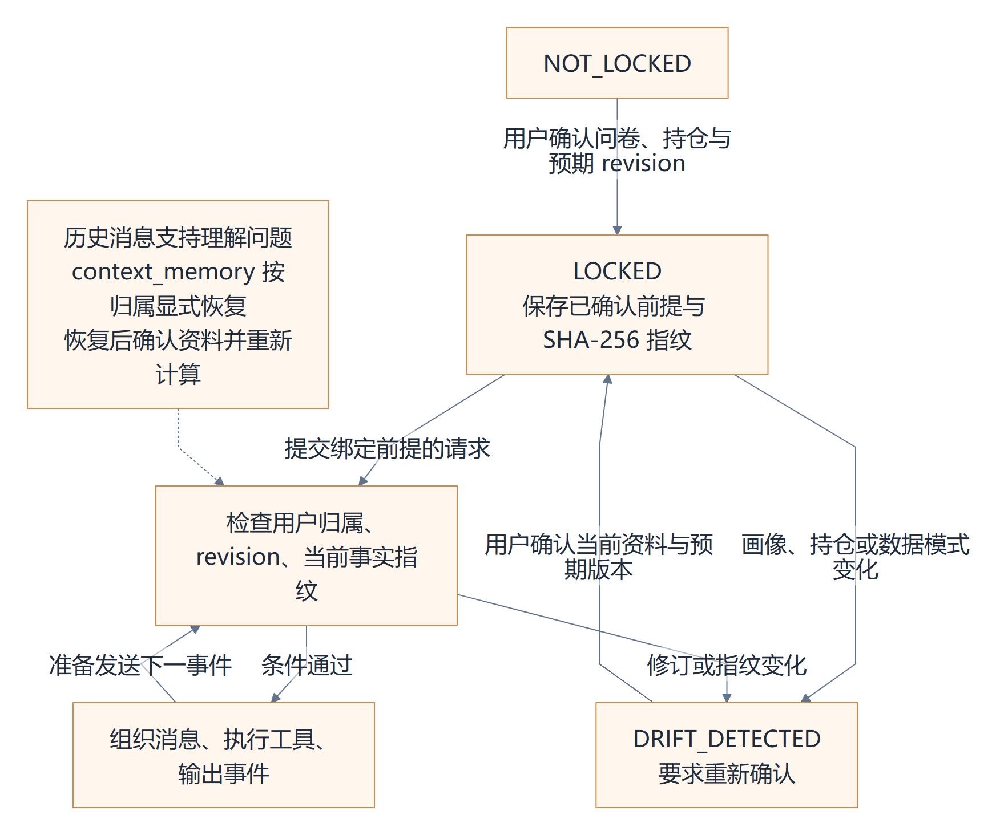 NOT_LOCKED
用户确认问卷、持仓与
预期 revision
历史消息支持理解问题
context_memory 按
归属显式恢复
恢复后确认资料并重新
计算
LOCKED
保存已确认前提与
SHA-256 指纹
提交绑定前提的请求
检查用户归属、
revision、当前事实指
纹
用户确认当前资料与预
期版本
画像、持仓或数据模式
变化
准备发送下一事件
条件通过
修订或指纹变化
组织消息、执行工具、
输出事件
DRIFT_DETECTED
要求重新确认